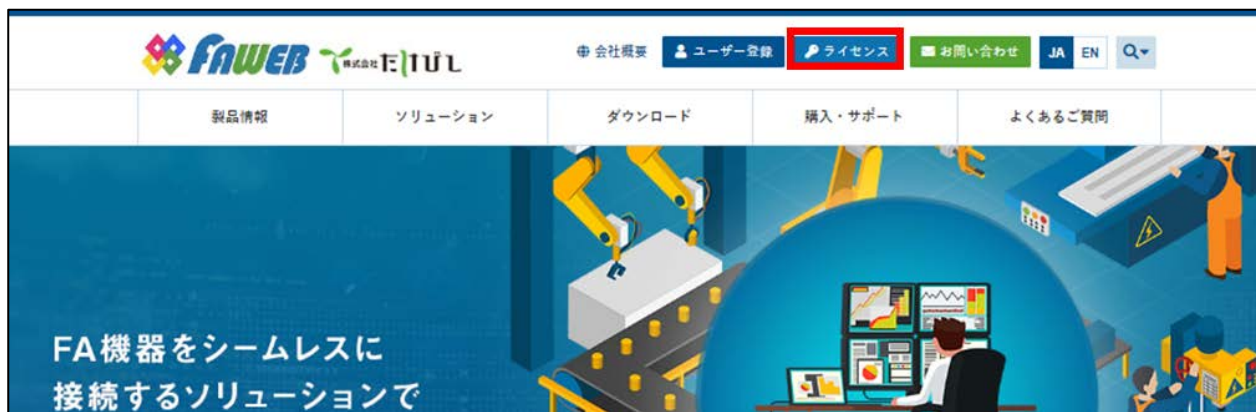 FAWEB 株式会社たけびし
会社概要 ユーザー登録 ライセンス お問い合わせ JA EN
製品情報 ソリューション ダウンロード 購入・サポート よくあるご質問
FA機器をシームレスに
接続するソリューションで